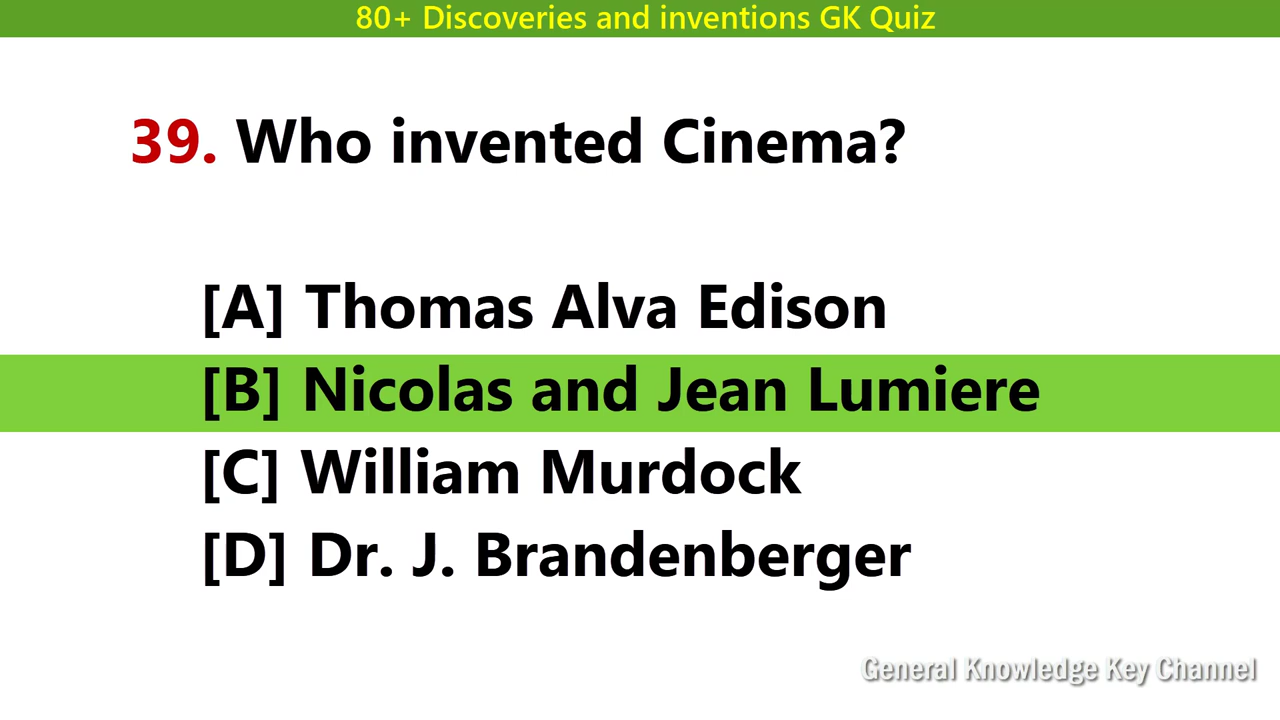 80+ Discoveries and inventions GK Quiz
39. Who invented Cinema?
[A] Thomas Alva Edison
[B] Nicolas and Jean Lumiere
[C] William Murdock
[D] Dr. J. Brandenberger
General Knowledge Key Channel